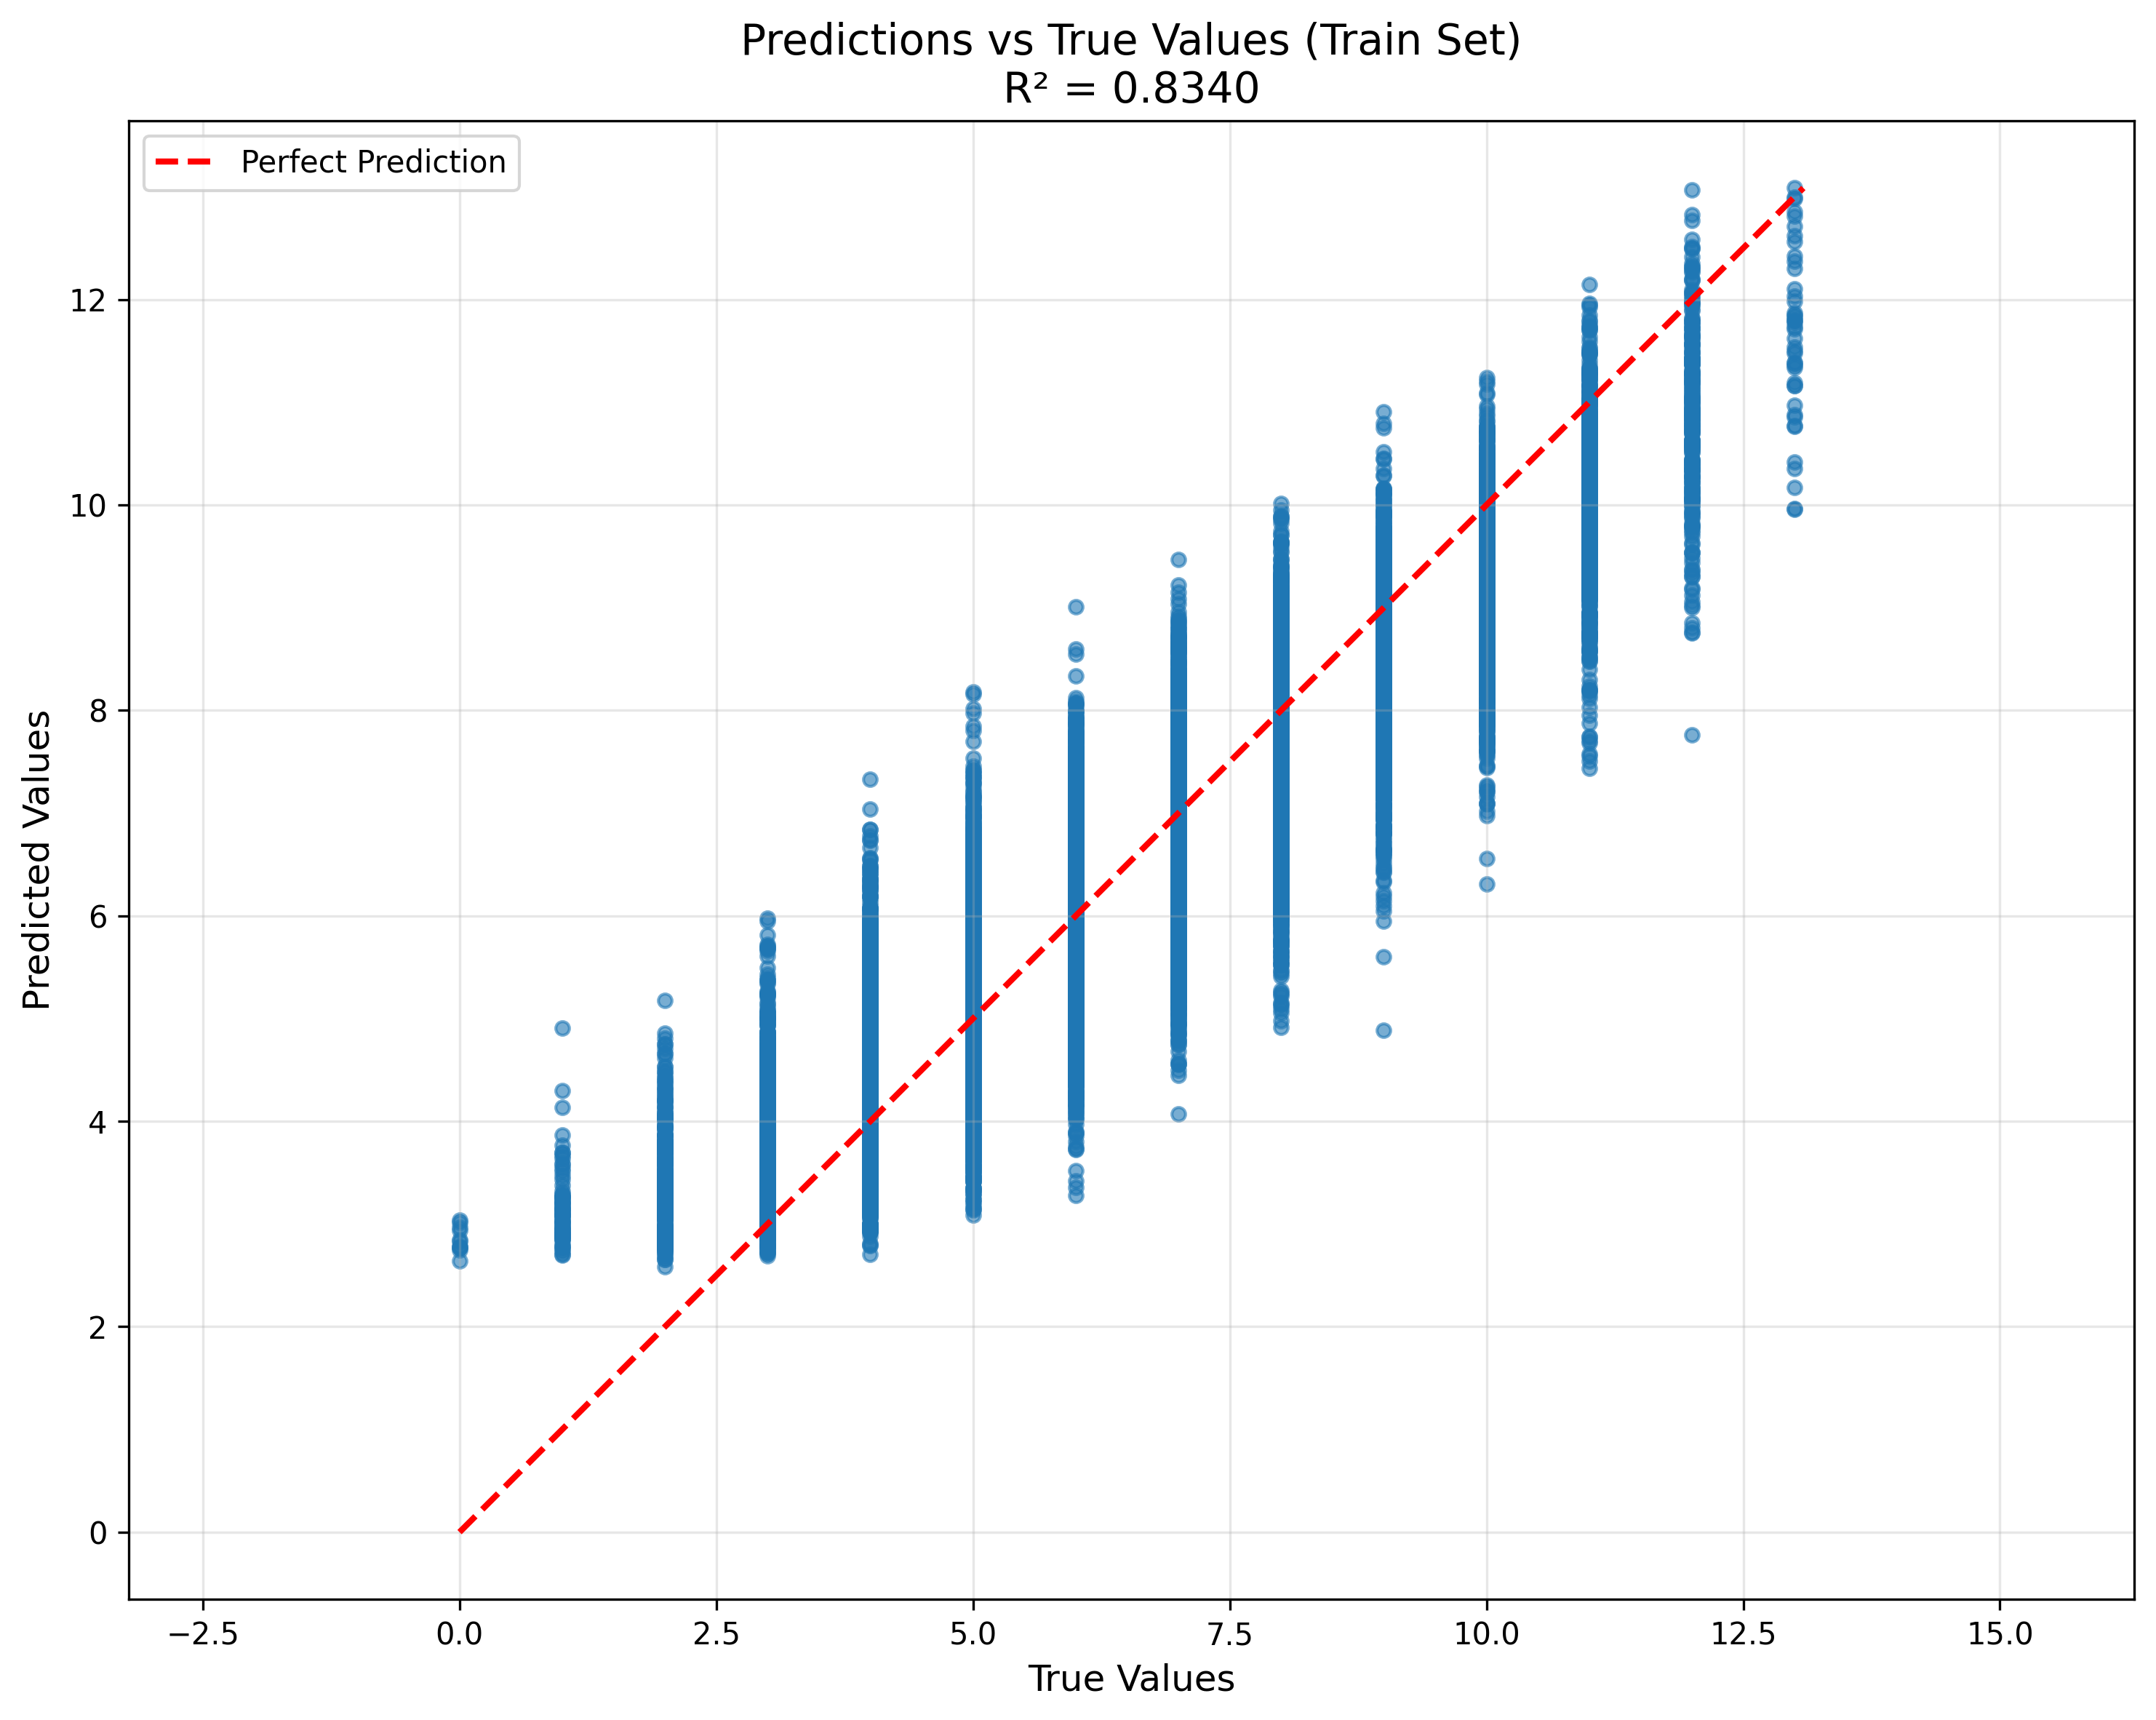 Predictions vs True Values (Train Set)
R² = 0.8340
Perfect Prediction
12
10
8
6
4
2
0
Predicted Values
−2.5 0.0 2.5 5.0 7.5 10.0 12.5 15.0
True Values